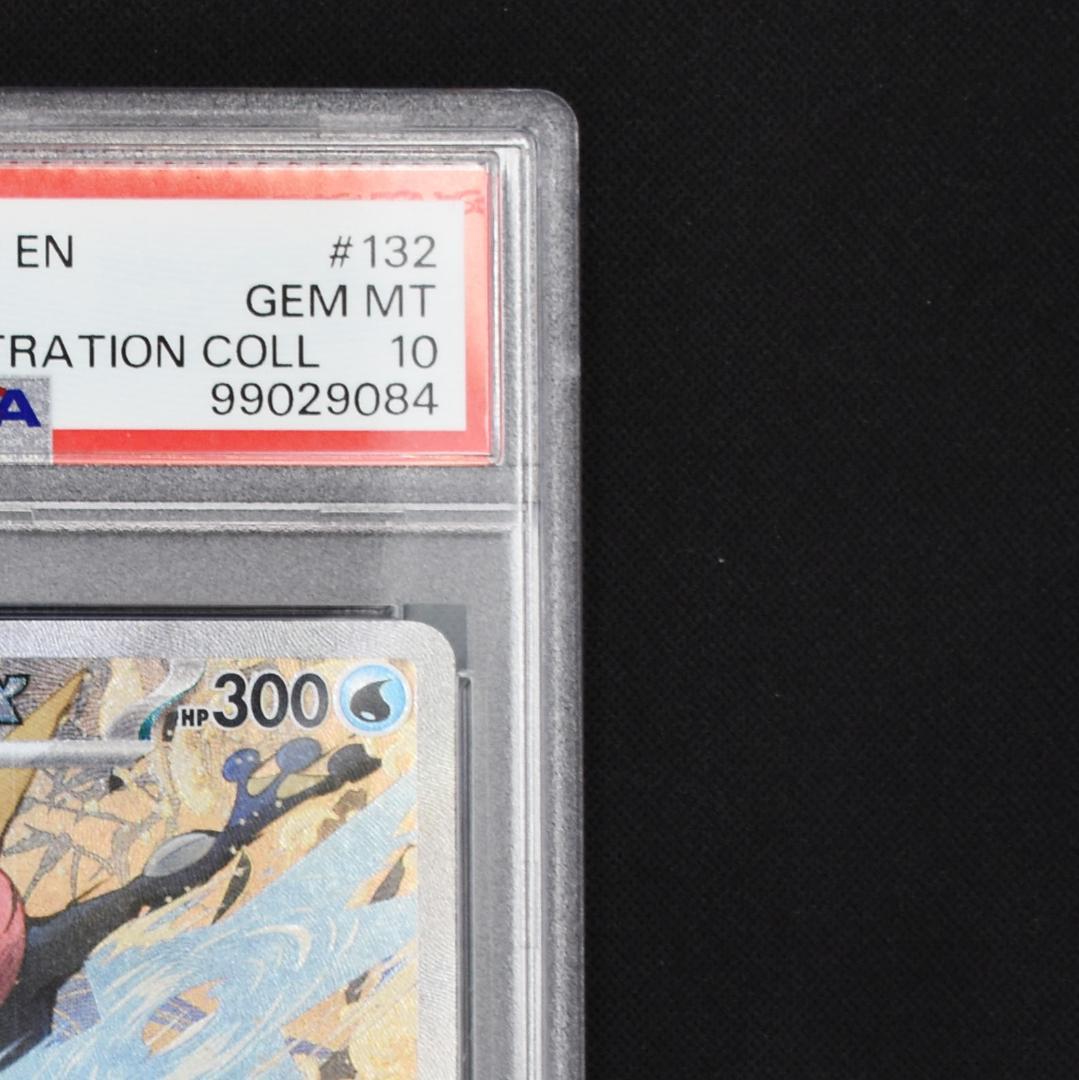 EN #132
GEM MT
TRATION COLL 10
99029084
A
HP300